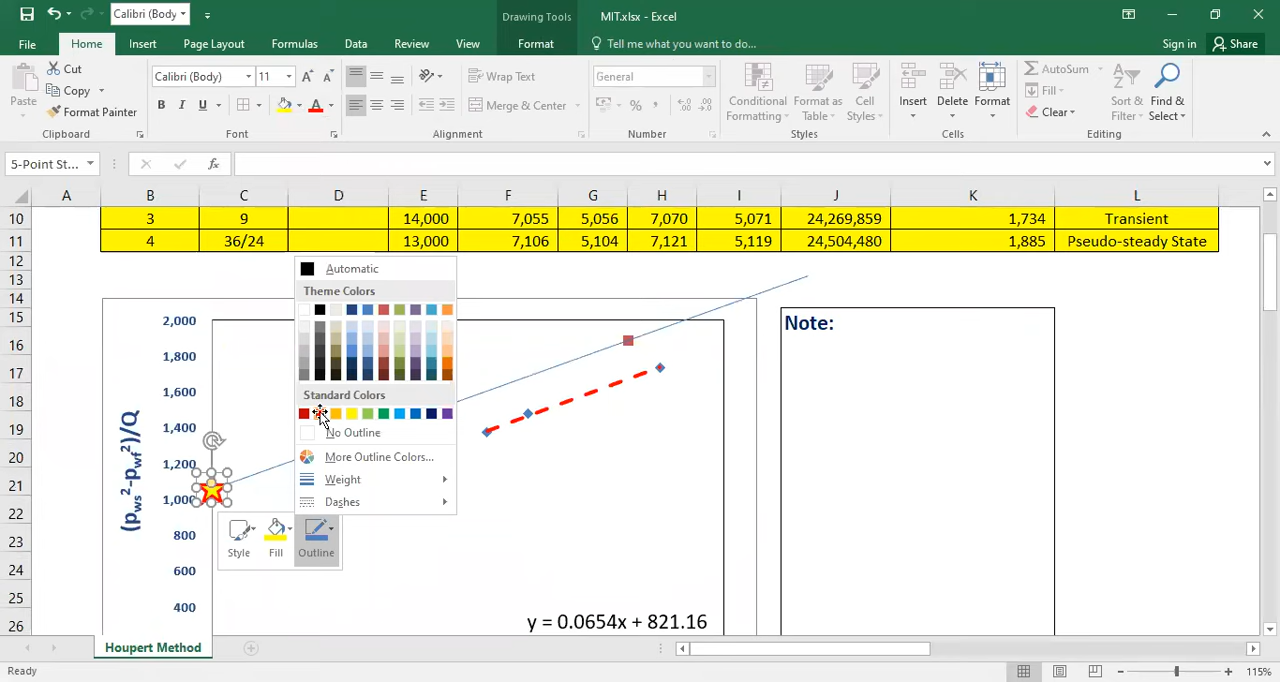 Calibri (Body
Drawing Tools
MIT.xlsx - Excel
File
Home
Insert
Page Layout
Formulas
Data
Review
View
Format
Tell me what you want to do...
Sign in
Share
Paste
Cut
Copy
Format Painter
Clipboard
Calibri (Body)
11
A
A
B
I
U
A
Font
Wrap Text
Merge & Center
Alignment
General
%
Number
Conditional
Formatting
Format as
Table
Cell
Styles
Styles
Insert
Delete
Format
Cells
AutoSum
Fill
Clear
Sort &
Filter
Find &
Select
Editing
5-Point St...
fx
A B C D E F G H I J K L
10 3 9 14,000 7,055 5,056 7,070 5,071 24,269,859 1,734 Transient
11 4 36/24 13,000 7,106 5,104 7,121 5,119 24,504,480 1,885 Pseudo-steady State
12
13
14
15
16
17
18
19
20
21
22
23
24
25
26
Automatic
Theme Colors
Standard Colors
No Outline
More Outline Colors...
Weight
Dashes
Style
Fill
Outline
2,000
1,800
1,600
1,400
1,200
1,000
800
600
400
(pws²-pwf²)/Q
y = 0.0654x + 821.16
Note:
Houpert Method
Ready
115%